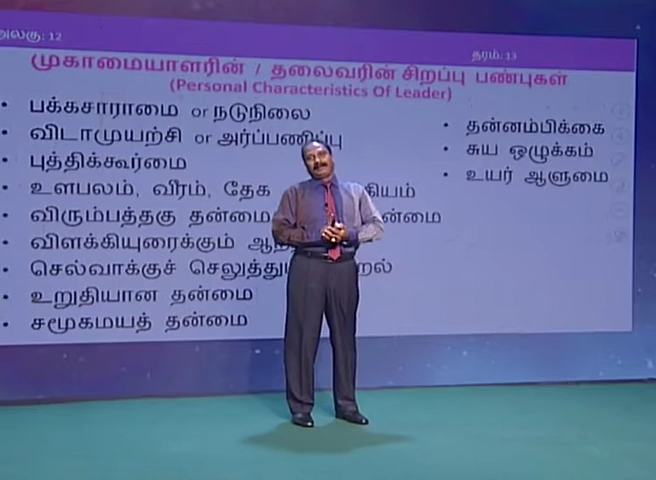 அலகு: 12
தரம்: 13
முகாமையாளரின் / தலைவரின் சிறப்பு பண்புகள்
(Personal Characteristics Of Leader)
• பக்கசாராமை or நடுநிலை
• விடாமுயற்சி or அர்ப்பணிப்பு
• புத்திக்கூர்மை
• உளபலம், வீரம், தேக
• விரும்பத்தகு தன்மை
• விளக்கியுரைக்கும்
• செல்வாக்குச்
• உறுதியான தன்மை
• சமூகமயத் தன்மை
• தன்னம்பிக்கை
• சுய ஒழுக்கம்
• உயர் ஆளுமை